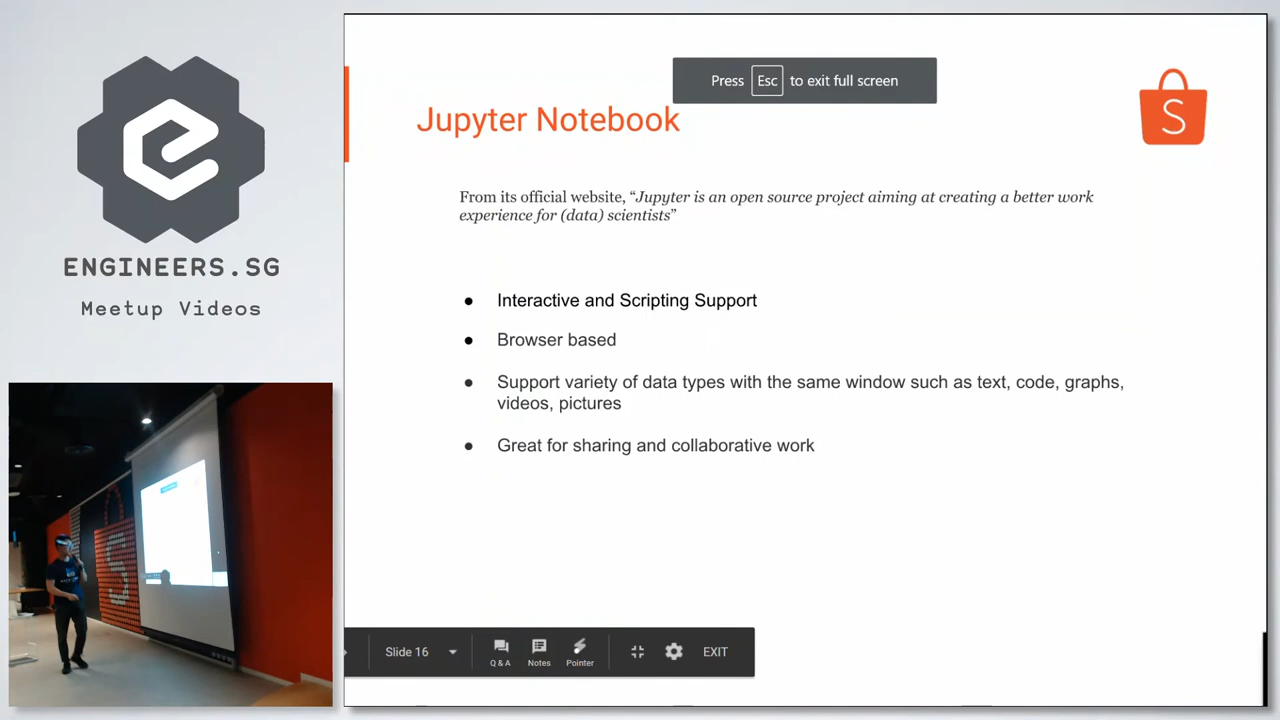 ENGINEERS.SG
Meetup Videos
Press Esc to exit full screen
Jupyter Notebook
S
From its official website, “Jupyter is an open source project aiming at creating a better work
experience for (data) scientists”
● Interactive and Scripting Support
● Browser based
● Support variety of data types with the same window such as text, code, graphs,
videos, pictures
● Great for sharing and collaborative work
Slide 16
Q & A
Notes
Pointer
EXIT